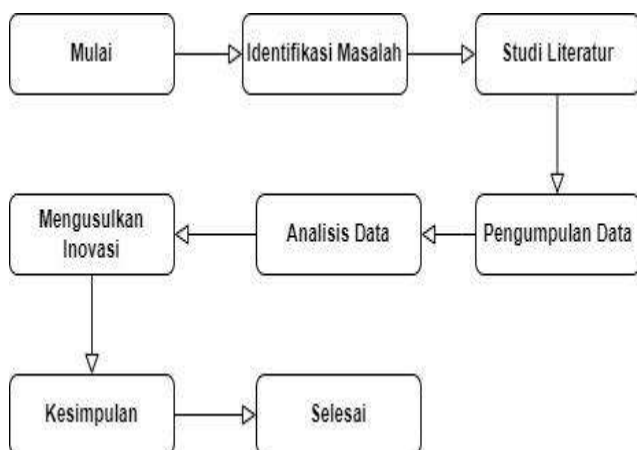 Mulai
Identifikasi Masalah
Studi Literatur
Pengumpulan Data
Analisis Data
Mengusulkan
Inovasi
Kesimpulan
Selesai